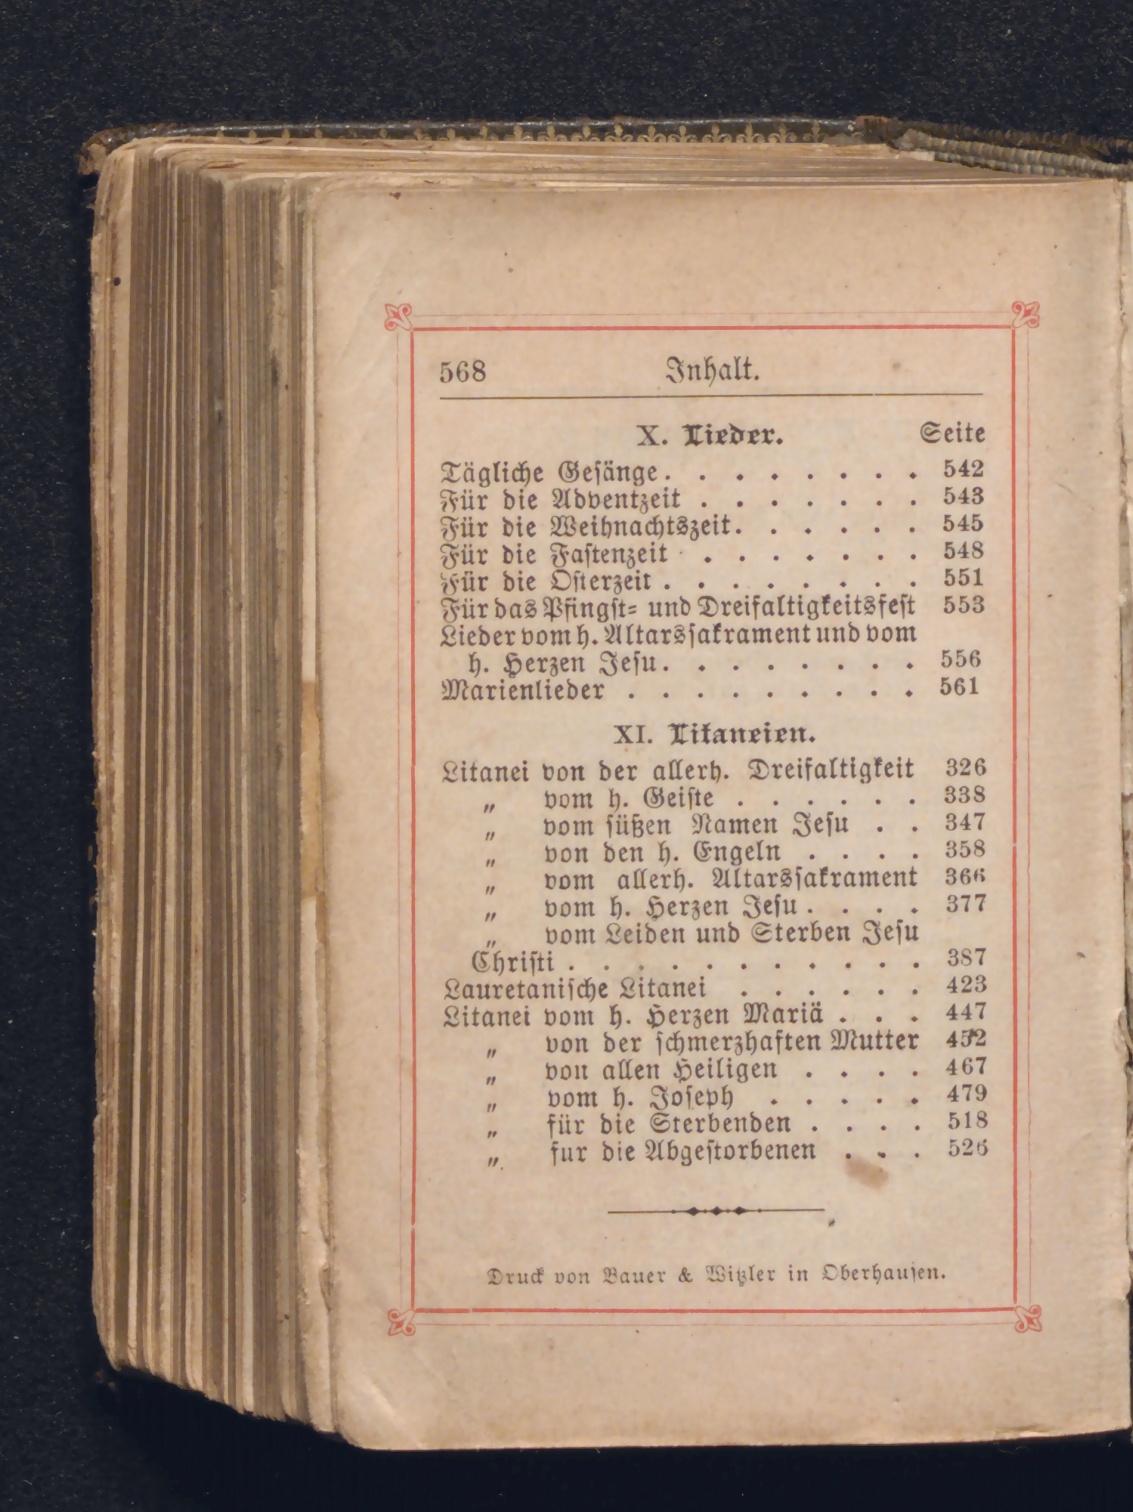 568 Inhalt.
X. Lieder. Seite
Tägliche Gesänge . . . . . . . . 542
Für die Adventzeit . . . . . . . 543
Für die Weihnachtszeit . . . . . . 545
Für die Fastenzeit . . . . . . . 548
Für die Osterzeit . . . . . . . . 551
Für das Pfingst- und Dreifaltigkeitsfest 553
Lieder vom h. Altarssakrament und vom
h. Herzen Jesu . . . . . . . . 556
Marienlieder . . . . . . . . . 561
XI. Litaneien.
Litanei von der allerh. Dreifaltigkeit 326
„ vom h. Geiste . . . . . . 338
„ vom süßen Namen Jesu . . 347
„ von den h. Engeln . . . . 358
„ vom allerh. Altarssakrament 366
„ vom h. Herzen Jesu . . . . 377
„ vom Leiden und Sterben Jesu
Christi . . . . . . . . . . . 387
Lauretanische Litanei . . . . . . 423
Litanei vom h. Herzen Mariä . . . 447
„ von der schmerzhaften Mutter 452
„ von allen Heiligen . . . . 467
„ vom h. Joseph . . . . . 479
„ für die Sterbenden . . . . 518
„ fur die Abgestorbenen . . . 526
Druck von Bauer & Witzler in Oberhausen.